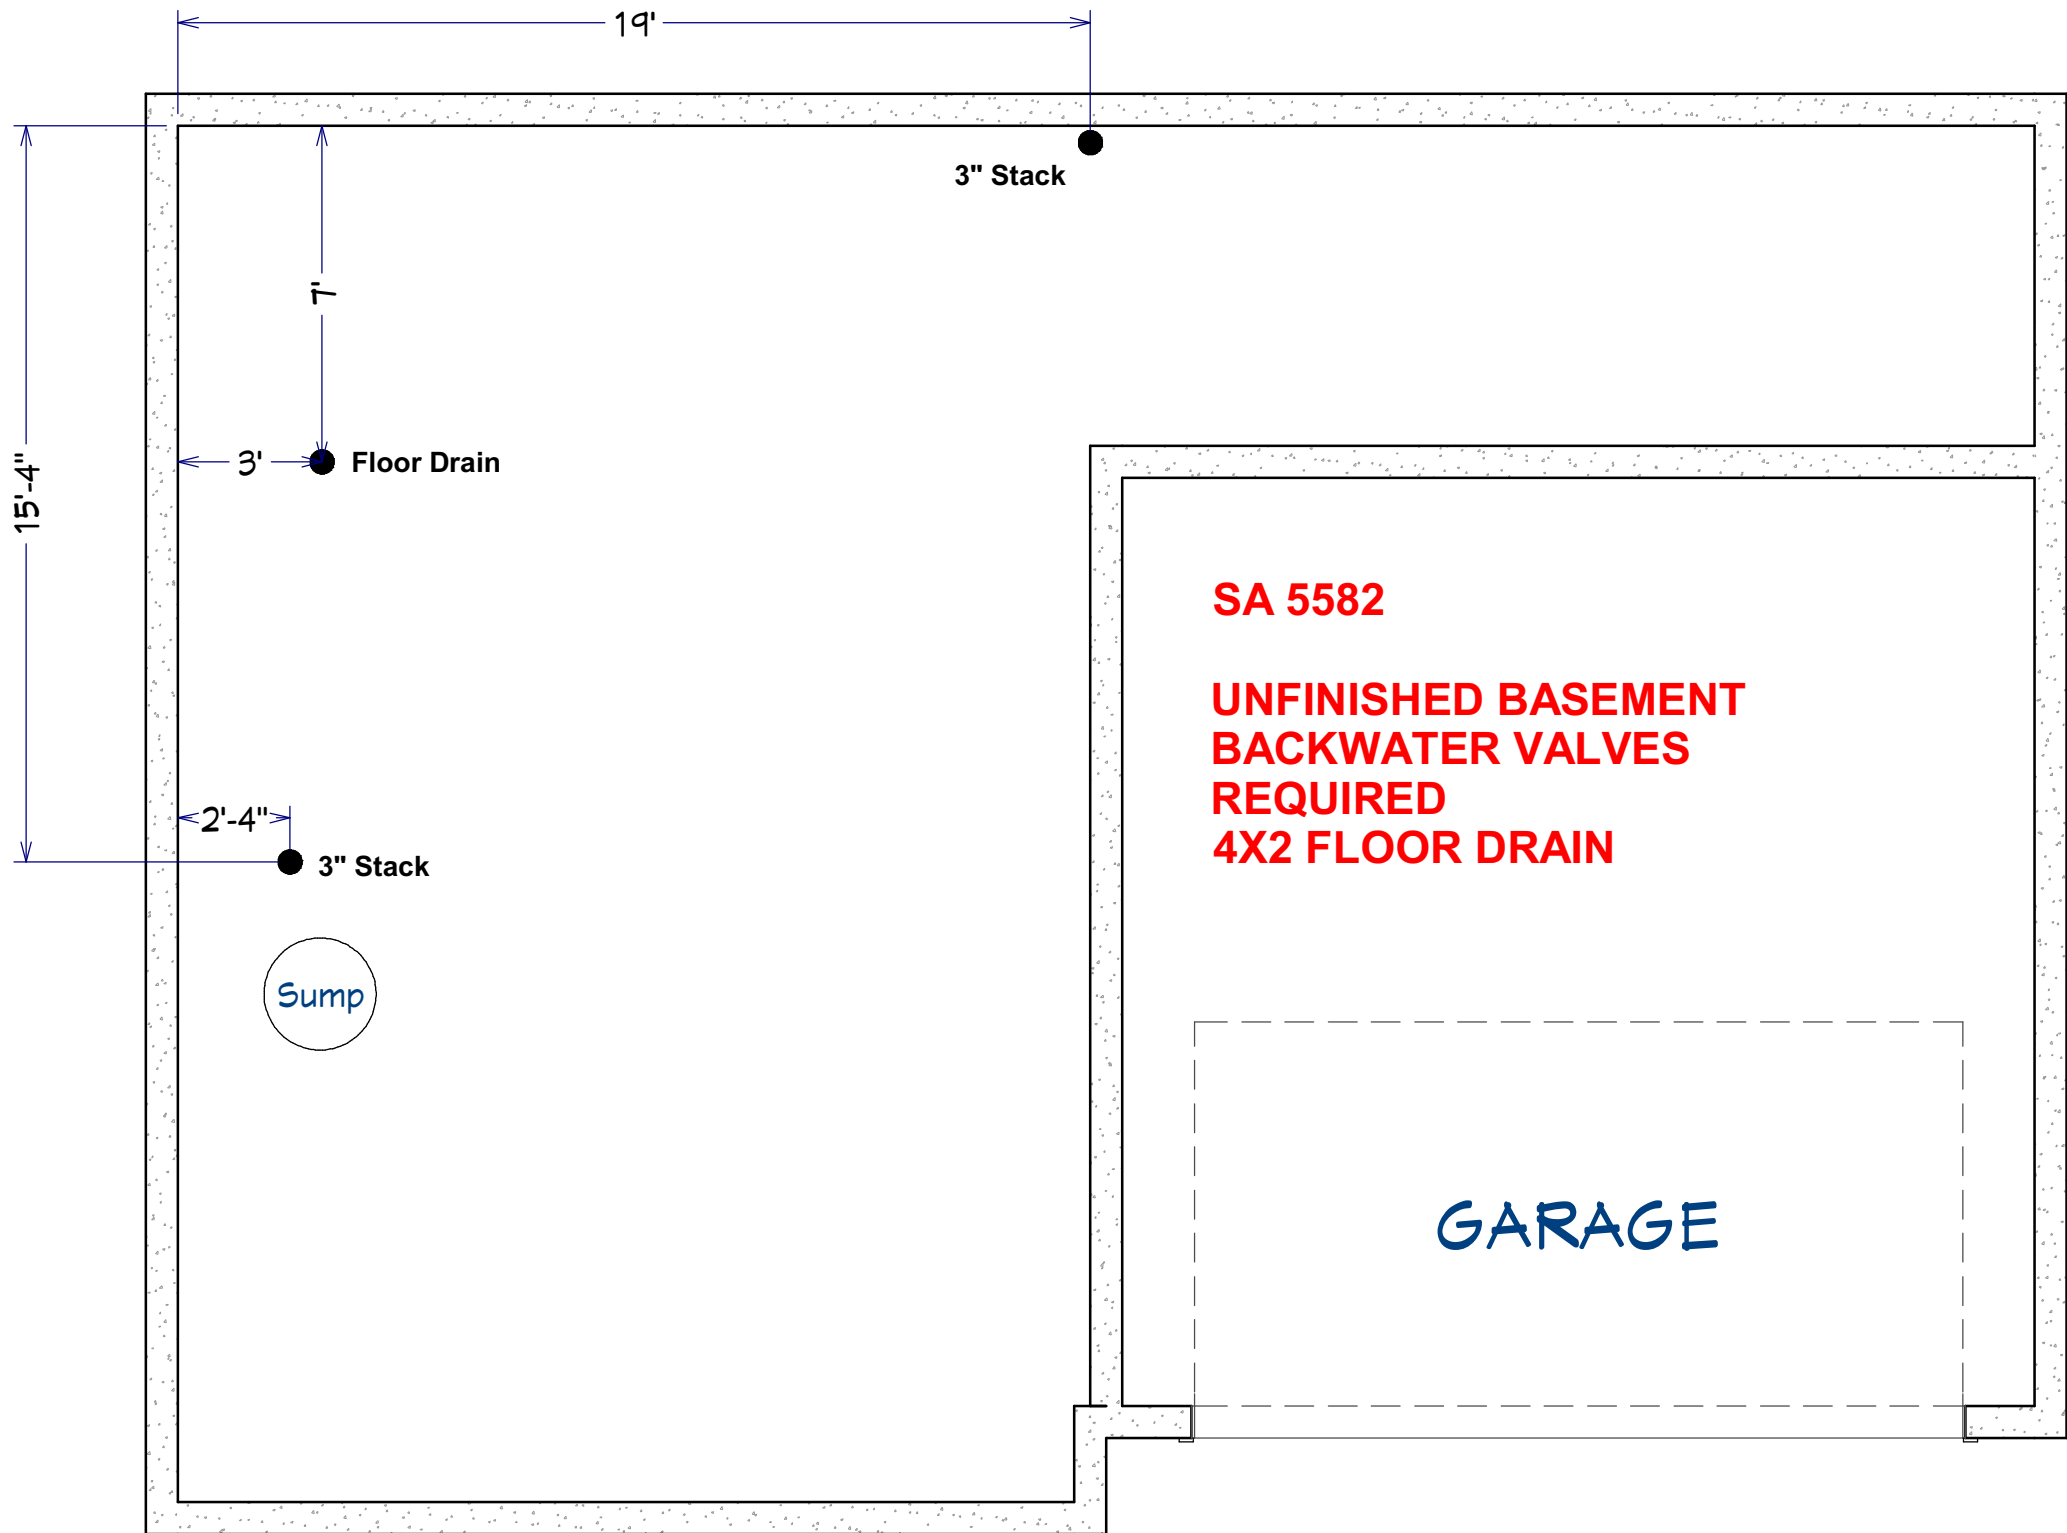 19'
3" Stack
7'
3'
Floor Drain
15'-4"
SA 5582
UNFINISHED BASEMENT
BACKWATER VALVES
REQUIRED
4X2 FLOOR DRAIN
2'-4"
3" Stack
Sump
GARAGE